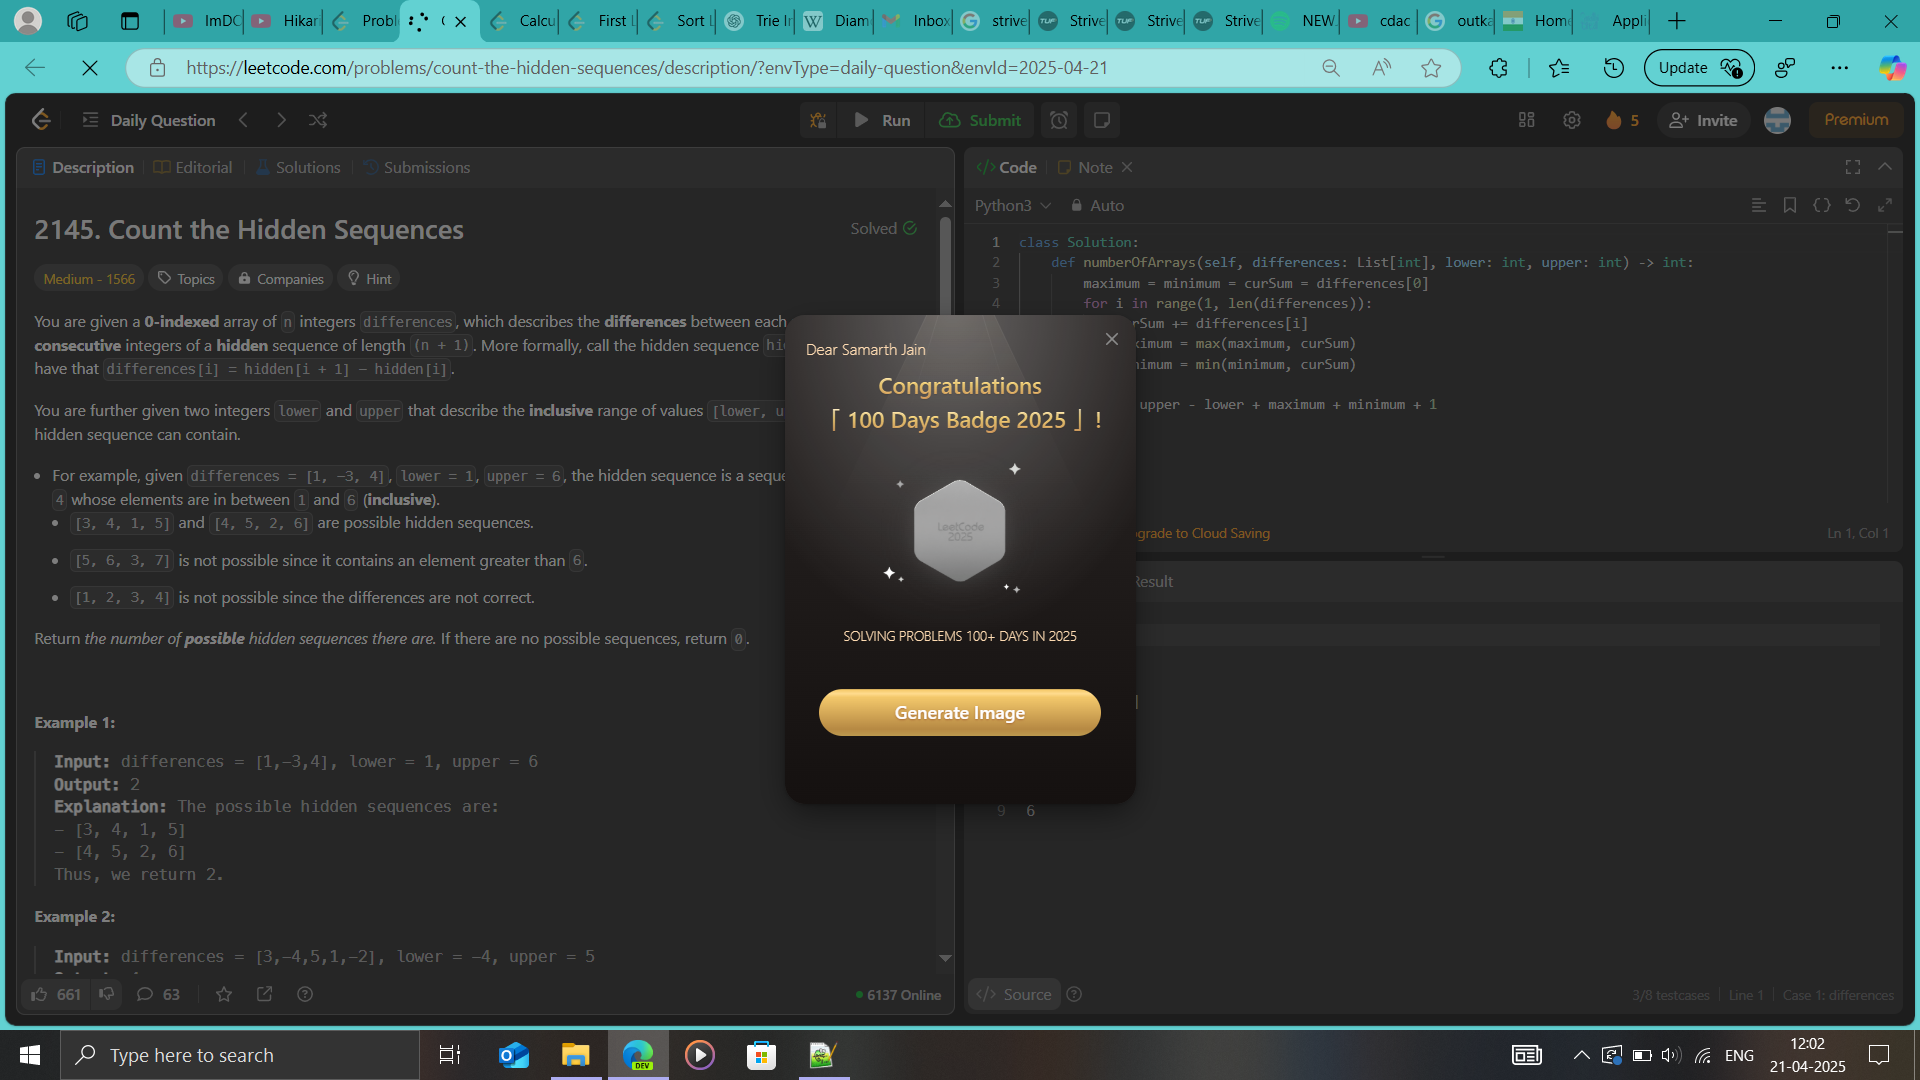 ImDC
Hikar
Probl
C
Calcu
First L
Sort L
Trie In
Diam
Inbox
strive
Strive
Strive
Strive
NEW.
cdac
outka
Home
Appli
https://leetcode.com/problems/count-the-hidden-sequences/description/?envType=daily-question&envId=2025-04-21
Update
Daily Question
Run
Submit
5
Invite
Premium
Description
Editorial
Solutions
Submissions
Code
Note
2145. Count the Hidden Sequences
Solved
Medium - 1566
Topics
Companies
Hint
You are given a 0-indexed array of n integers differences, which describes the differences between each
consecutive integers of a hidden sequence of length (n + 1). More formally, call the hidden sequence
have that differences[i] = hidden[i + 1] - hidden[i].
You are further given two integers lower and upper that describe the inclusive range of values [lower, u
hidden sequence can contain.
• For example, given differences = [1, -3, 4], lower = 1, upper = 6, the hidden sequence is a seque
4 whose elements are in between 1 and 6 (inclusive).
• [3, 4, 1, 5] and [4, 5, 2, 6] are possible hidden sequences.
• [5, 6, 3, 7] is not possible since it contains an element greater than 6.
• [1, 2, 3, 4] is not possible since the differences are not correct.
Return the number of possible hidden sequences there are. If there are no possible sequences, return 0.
Example 1:
Input: differences = [1,-3,4], lower = 1, upper = 6
Output: 2
Explanation: The possible hidden sequences are:
- [3, 4, 1, 5]
- [4, 5, 2, 6]
Thus, we return 2.
Example 2:
Input: differences = [3,-4,5,1,-2], lower = -4, upper = 5
661
63
6137 Online
Python3
Auto
1 class Solution:
2 def numberOfArrays(self, differences: List[int], lower: int, upper: int) -> int:
3 maximum = minimum = curSum = differences[0]
4 for i in range(1, len(differences)):
rSum += differences[i]
ximum = max(maximum, curSum)
nimum = min(minimum, curSum)
upper - lower + maximum + minimum + 1
grade to Cloud Saving
Ln 1, Col 1
Dear Samarth Jain
Congratulations
「 100 Days Badge 2025 」 !
LeetCode
2025
SOLVING PROBLEMS 100+ DAYS IN 2025
Generate Image
Result
]
9 6
Source
3/8 testcases
Line 1
Case 1: differences
Type here to search
DEV
ENG
12:02
21-04-2025